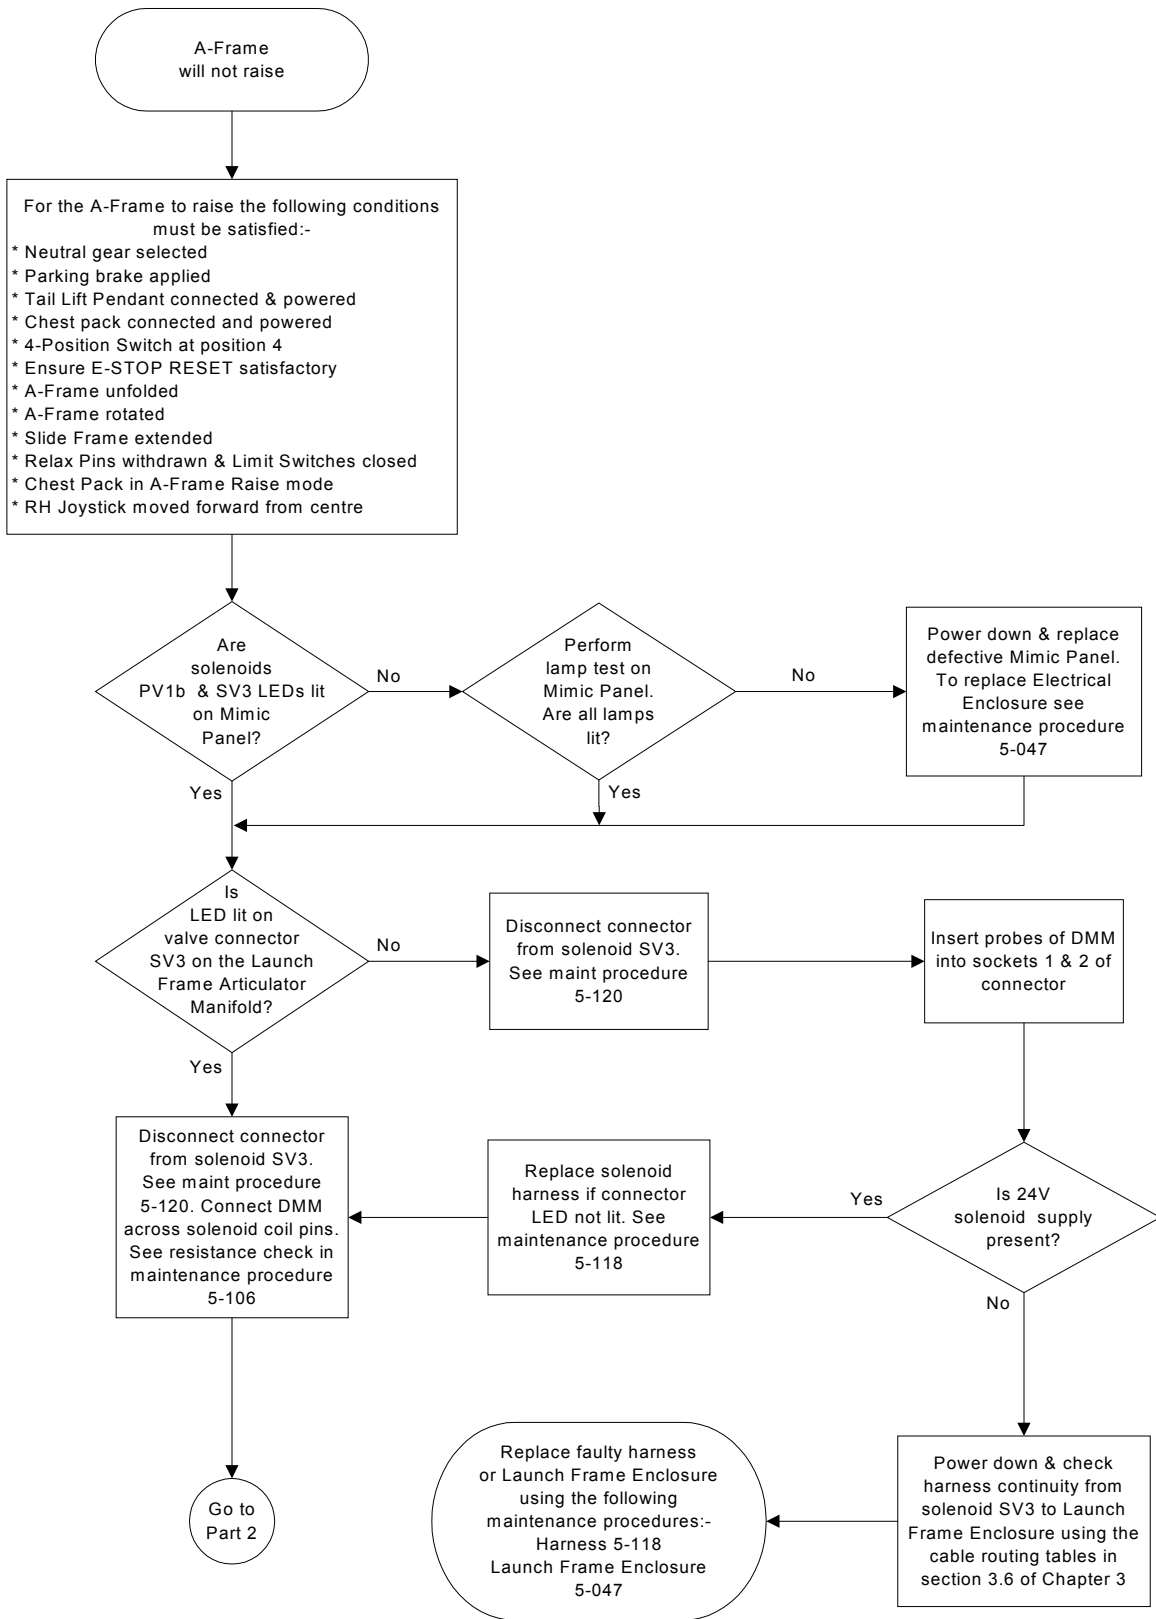 A-Frame
will not raise
For the A-Frame to raise the following conditions
must be satisfied:-
* Neutral gear selected
* Parking brake applied
* Tail Lift Pendant connected & powered
* Chest pack connected and powered
* 4-Position Switch at position 4
* Ensure E-STOP RESET satisfactory
* A-Frame unfolded
* A-Frame rotated
* Slide Frame extended
* Relax Pins withdrawn & Limit Switches closed
* Chest Pack in A-Frame Raise mode
* RH Joystick moved forward from centre
Are
solenoids
PV1b & SV3 LEDs lit
on Mimic
Panel?
No
Yes
Perform
lamp test on
Mimic Panel.
Are all lamps
lit?
No
Yes
Power down & replace
defective Mimic Panel.
To replace Electrical
Enclosure see
maintenance procedure
5-047
Is
LED lit on
valve connector
SV3 on the Launch
Frame Articulator
Manifold?
No
Yes
Disconnect connector
from solenoid SV3.
See maint procedure
5-120
Insert probes of DMM
into sockets 1 & 2 of
connector
Is 24V
solenoid supply
present?
Yes
No
Replace solenoid
harness if connector
LED not lit. See
maintenance procedure
5-118
Disconnect connector
from solenoid SV3.
See maint procedure
5-120. Connect DMM
across solenoid coil pins.
See resistance check in
maintenance procedure
5-106
Go to
Part 2
Power down & check
harness continuity from
solenoid SV3 to Launch
Frame Enclosure using the
cable routing tables in
section 3.6 of Chapter 3
Replace faulty harness
or Launch Frame Enclosure
using the following
maintenance procedures:-
Harness 5-118
Launch Frame Enclosure
5-047